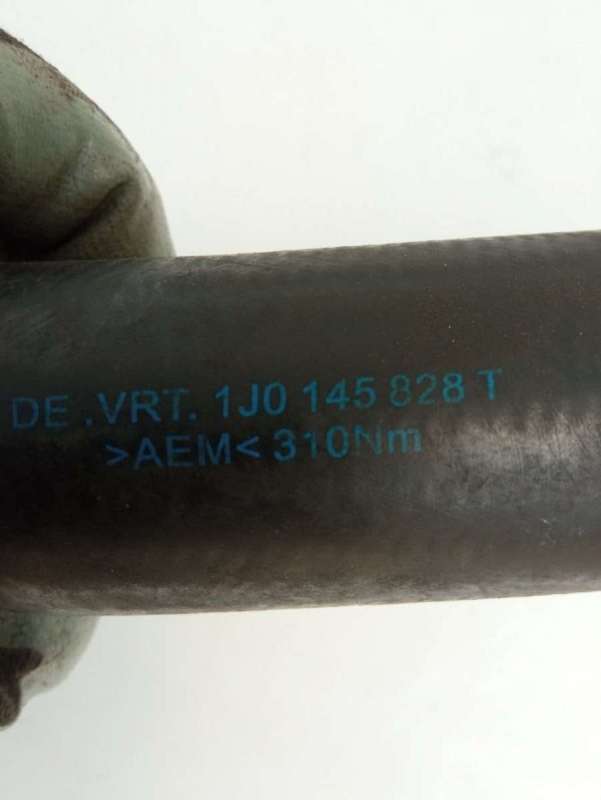 DE .VRT. 1J0 145 828 T
>AEM< 310Nm